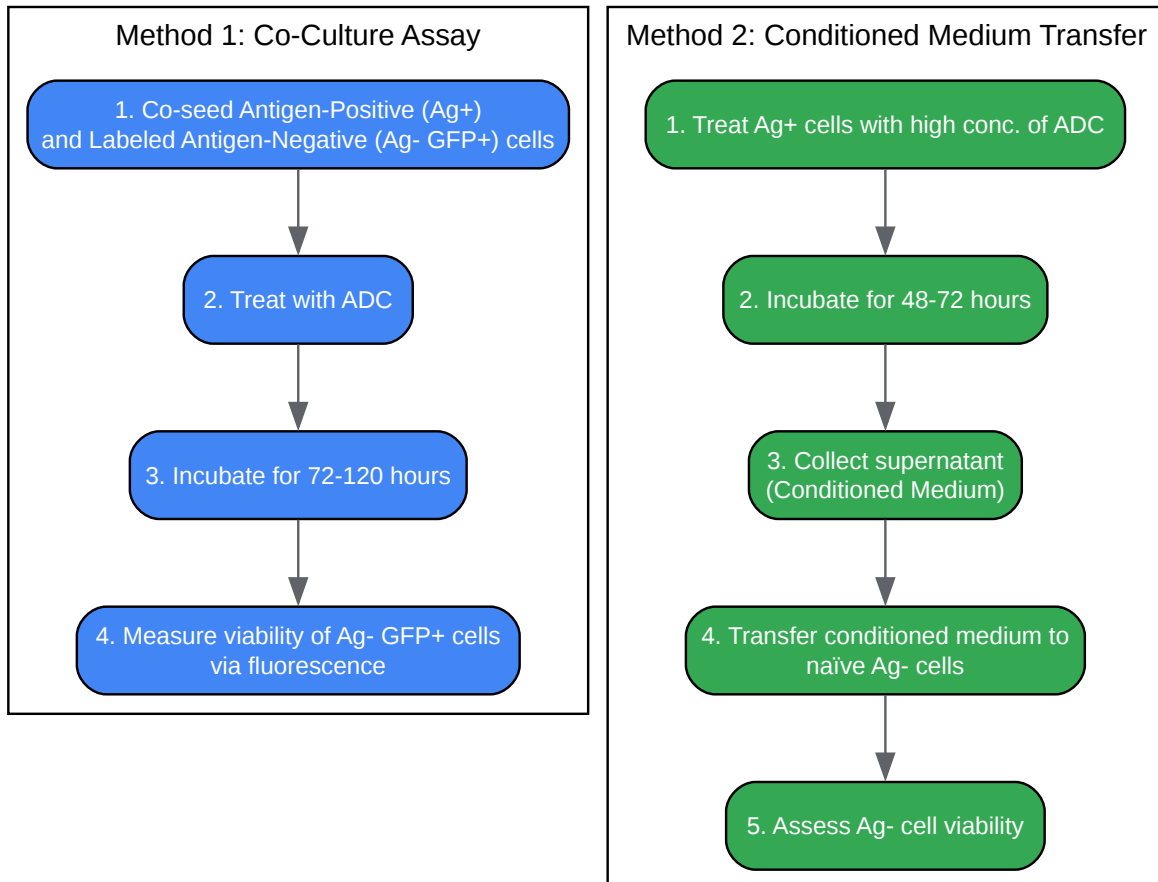 Method 1: Co-Culture Assay
1. Co-seed Antigen-Positive (Ag+)
and Labeled Antigen-Negative (Ag- GFP+) cells
2. Treat with ADC
3. Incubate for 72-120 hours
4. Measure viability of Ag- GFP+ cells
via fluorescence
Method 2: Conditioned Medium Transfer
1. Treat Ag+ cells with high conc. of ADC
2. Incubate for 48-72 hours
3. Collect supernatant
(Conditioned Medium)
4. Transfer conditioned medium to
naïve Ag- cells
5. Assess Ag- cell viability